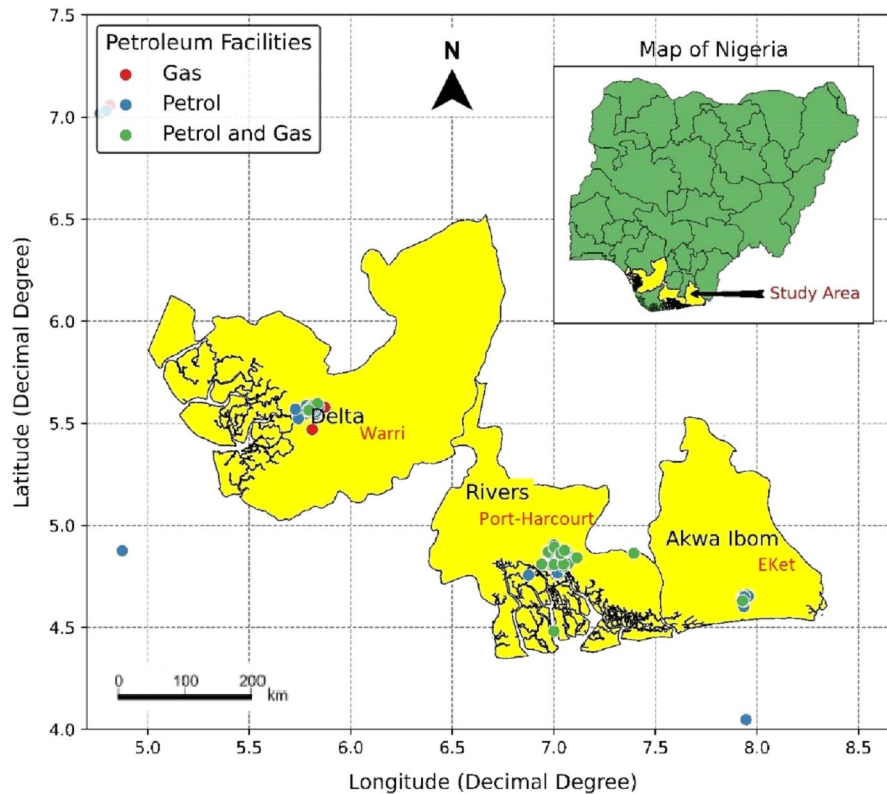 Petroleum Facilities
Gas
Petrol
Petrol and Gas
N
Map of Nigeria
Study Area
Delta
Warri
Rivers
Port-Harcourt
Akwa Ibom
EKet
0 100 200
km
7.5
7.0
6.5
6.0
5.5
5.0
4.5
4.0
Latitude (Decimal Degree)
5.0 5.5 6.0 6.5 7.0 7.5 8.0 8.5
Longitude (Decimal Degree)